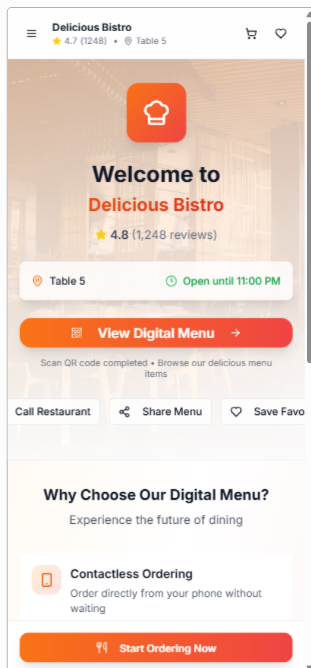 Delicious Bistro
4.7 (1248) • Table 5
Welcome to
Delicious Bistro
4.8 (1,248 reviews)
Table 5 Open until 11:00 PM
View Digital Menu →
Scan QR code completed • Browse our delicious menu
items
Call Restaurant Share Menu Save Favo
Why Choose Our Digital Menu?
Experience the future of dining
Contactless Ordering
Order directly from your phone without
waiting
Start Ordering Now